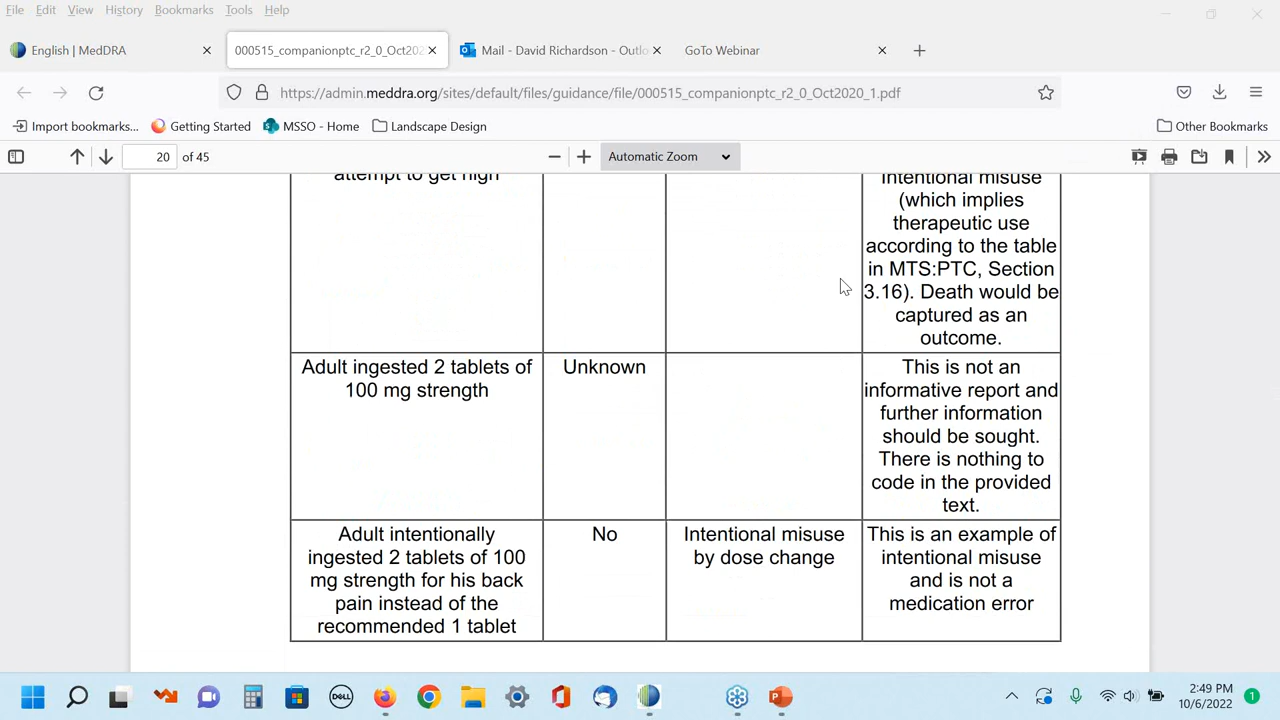 File Edit View History Bookmarks Tools Help
English | MedDRA
000515_companionptc_r2_0_Oct202
Mail - David Richardson - Outlo
GoTo Webinar
https://admin.meddra.org/sites/default/files/guidance/file/000515_companionptc_r2_0_Oct2020_1.pdf
Import bookmarks... Getting Started MSSO - Home Landscape Design Other Bookmarks
20 of 45 Automatic Zoom
attempt to get high
Intentional misuse
(which implies
therapeutic use
according to the table
in MTS:PTC, Section
3.16). Death would be
captured as an
outcome.
Adult ingested 2 tablets of
100 mg strength
Unknown
This is not an
informative report and
further information
should be sought.
There is nothing to
code in the provided
text.
Adult intentionally
ingested 2 tablets of 100
mg strength for his back
pain instead of the
recommended 1 tablet
No
Intentional misuse
by dose change
This is an example of
intentional misuse
and is not a
medication error
DELL
2:49 PM
10/6/2022
1